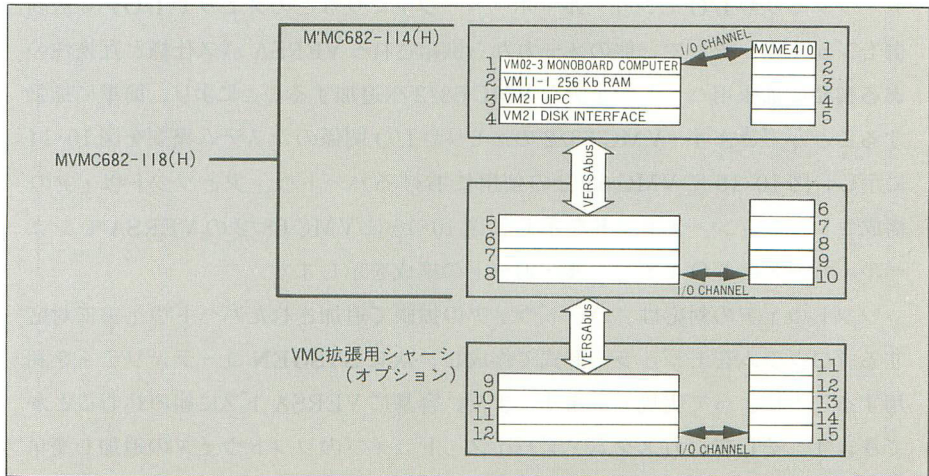 M'MC682-114(H)
I/O CHANNEL
MVME410 1
1 VM02-3 MONOBOARD COMPUTER
2 VM11-1 256 Kb RAM
3 VM21 UIPC
4 VM21 DISK INTERFACE
2
3
4
5
MVMC682-118(H)
VERSAbus
5
6
7
8
6
7
8
9
10
I/O CHANNEL
VERSAbus
VMC拡張用シャーシ
(オプション)
9
10
11
12
11
12
13
14
15
I/O CHANNEL